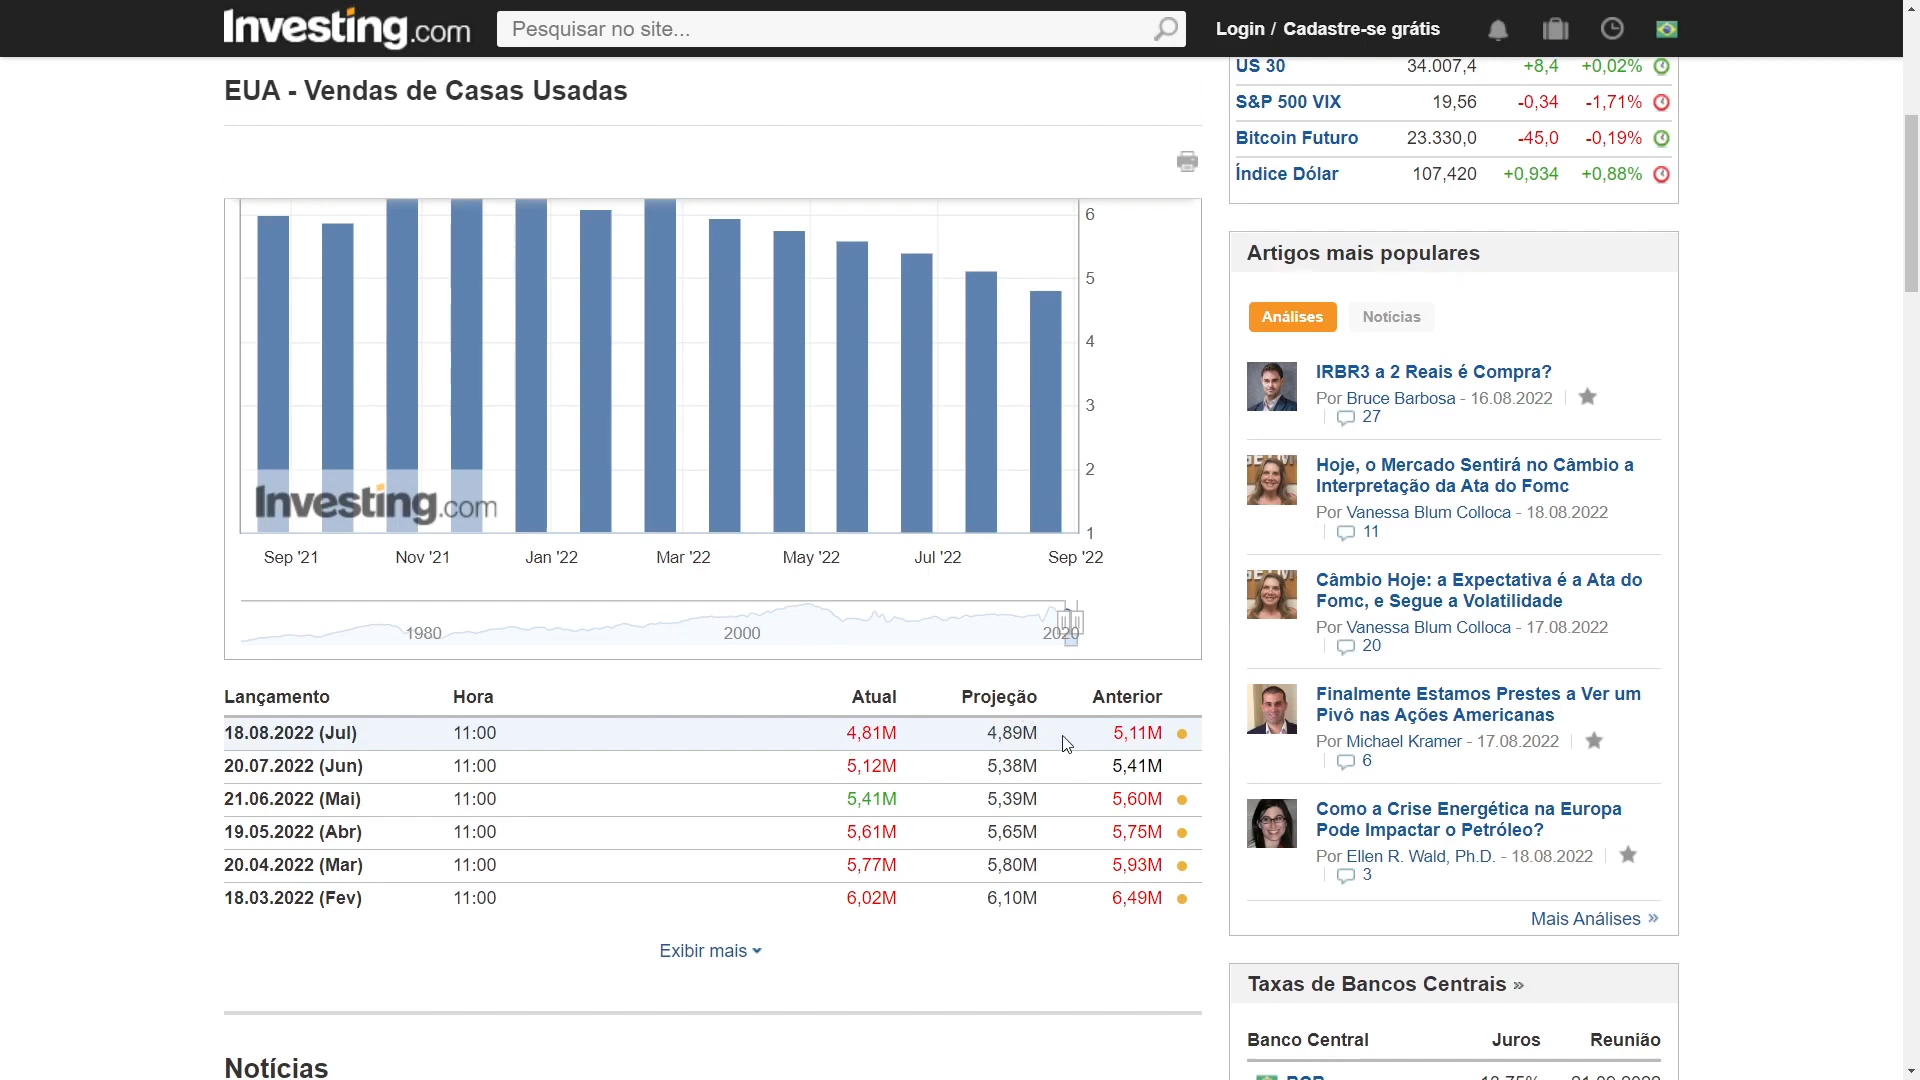 Investing.com
Pesquisar no site...
Login / Cadastre-se grátis
EUA - Vendas de Casas Usadas
6
5
4
3
2
1
Investing.com
Sep '21 Nov '21 Jan '22 Mar '22 May '22 Jul '22 Sep '22
1980 2000 2020
Lançamento Hora Atual Projeção Anterior
18.08.2022 (Jul) 11:00 4,81M 4,89M 5,11M
20.07.2022 (Jun) 11:00 5,12M 5,38M 5,41M
21.06.2022 (Mai) 11:00 5,41M 5,39M 5,60M
19.05.2022 (Abr) 11:00 5,61M 5,65M 5,75M
20.04.2022 (Mar) 11:00 5,77M 5,80M 5,93M
18.03.2022 (Fev) 11:00 6,02M 6,10M 6,49M
Exibir mais
Notícias
US 30 34.007,4 +8,4 +0,02%
S&P 500 VIX 19,56 -0,34 -1,71%
Bitcoin Futuro 23.330,0 -45,0 -0,19%
Índice Dólar 107,420 +0,934 +0,88%
Artigos mais populares
Análises Notícias
IRBR3 a 2 Reais é Compra?
Por Bruce Barbosa - 16.08.2022
27
Hoje, o Mercado Sentirá no Câmbio a
Interpretação da Ata do Fomc
Por Vanessa Blum Colloca - 18.08.2022
11
Câmbio Hoje: a Expectativa é a Ata do
Fomc, e Segue a Volatilidade
Por Vanessa Blum Colloca - 17.08.2022
20
Finalmente Estamos Prestes a Ver um
Pivô nas Ações Americanas
Por Michael Kramer - 17.08.2022
6
Como a Crise Energética na Europa
Pode Impactar o Petróleo?
Por Ellen R. Wald, Ph.D. - 18.08.2022
3
Mais Análises »
Taxas de Bancos Centrais »
Banco Central Juros Reunião